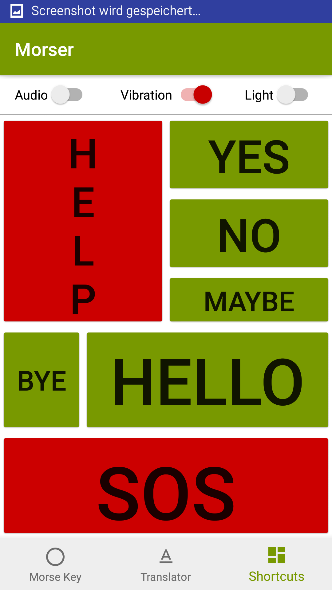 Screenshot wird gespeichert...
Morser
Audio Vibration Light
H
E
L
P
YES
NO
MAYBE
BYE
HELLO
SOS
Morse Key Translator Shortcuts